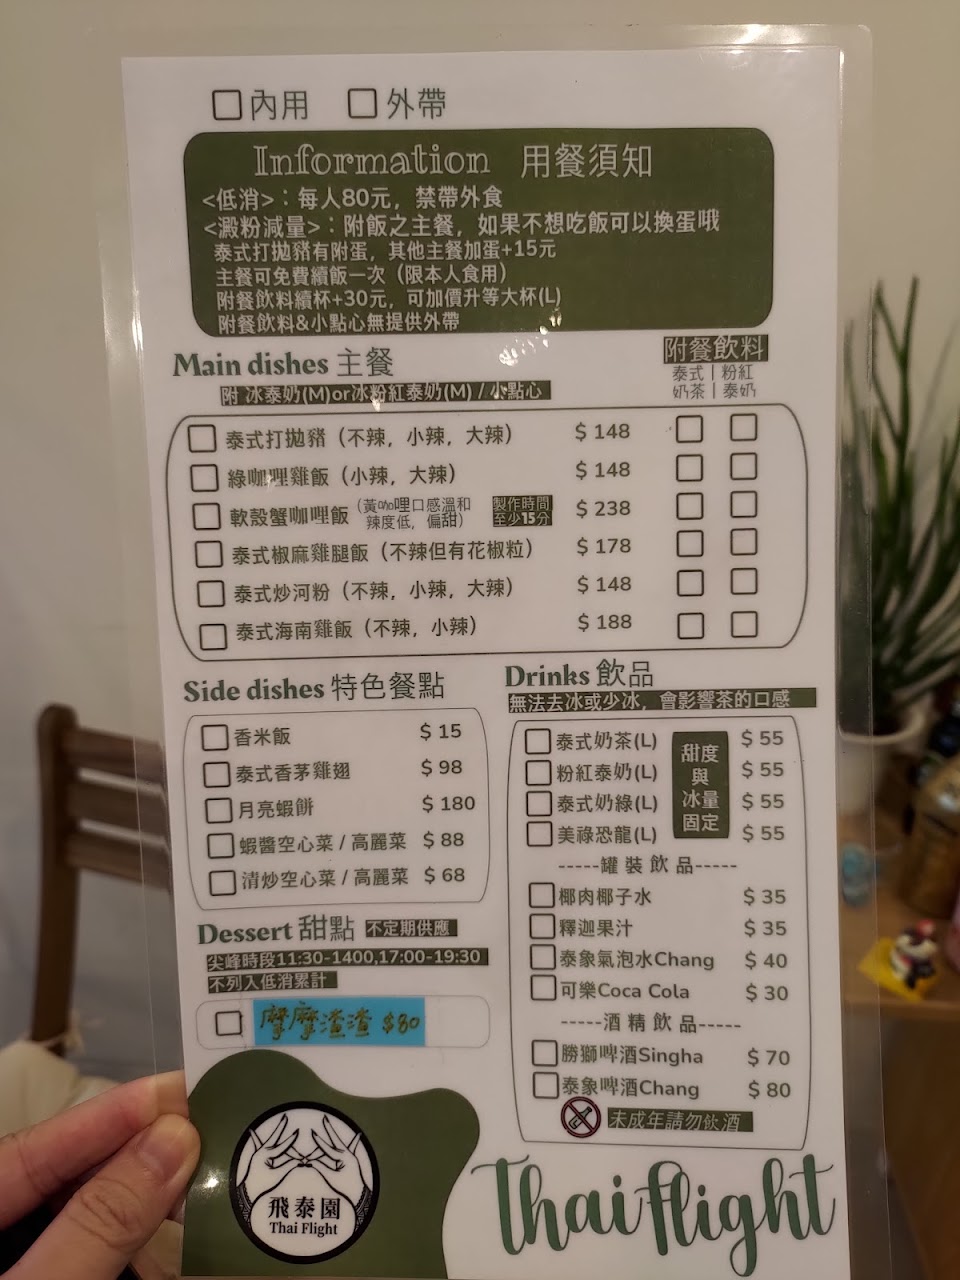 □內用 □外帶
Information 用餐須知
<低消>：每人80元，禁帶外食
<澱粉減量>：附飯之主餐，如果不想吃飯可以換蛋哦
泰式打拋豬有附蛋，其他主餐加蛋+15元
主餐可免費續飯一次（限本人食用）
附餐飲料續杯+30元，可加價升等大杯(L)
附餐飲料&小點心無提供外帶
Main dishes 主餐
附 冰泰奶(M)or冰粉紅泰奶(M) / 小點心
附餐飲料
泰式奶茶 | 粉紅泰奶
泰式打拋豬（不辣，小辣，大辣） $ 148
綠咖哩雞飯（小辣，大辣） $ 148
軟殼蟹咖哩飯（黃咖哩口感溫和辣度低，偏甜） 製作時間至少15分 $ 238
泰式椒麻雞腿飯（不辣但有花椒粒） $ 178
泰式炒河粉（不辣，小辣，大辣） $ 148
泰式海南雞飯（不辣，小辣） $ 188
Side dishes 特色餐點
香米飯 $ 15
泰式香茅雞翅 $ 98
月亮蝦餅 $ 180
蝦醬空心菜 / 高麗菜 $ 88
清炒空心菜 / 高麗菜 $ 68
Dessert 甜點 不定期供應
尖峰時段11:30-1400,17:00-19:30
不列入低消累計
摩摩渣渣 $80
Drinks 飲品
無法去冰或少冰，會影響茶的口感
泰式奶茶(L) $ 55
粉紅泰奶(L) $ 55
泰式奶綠(L) $ 55
美祿恐龍(L) $ 55
甜度與冰量固定
-----罐裝飲品-----
椰肉椰子水 $ 35
釋迦果汁 $ 35
泰象氣泡水Chang $ 40
可樂Coca Cola $ 30
-----酒精飲品-----
勝獅啤酒Singha $ 70
泰象啤酒Chang $ 80
未成年請勿飲酒
飛泰園
Thai Flight
Thai flight